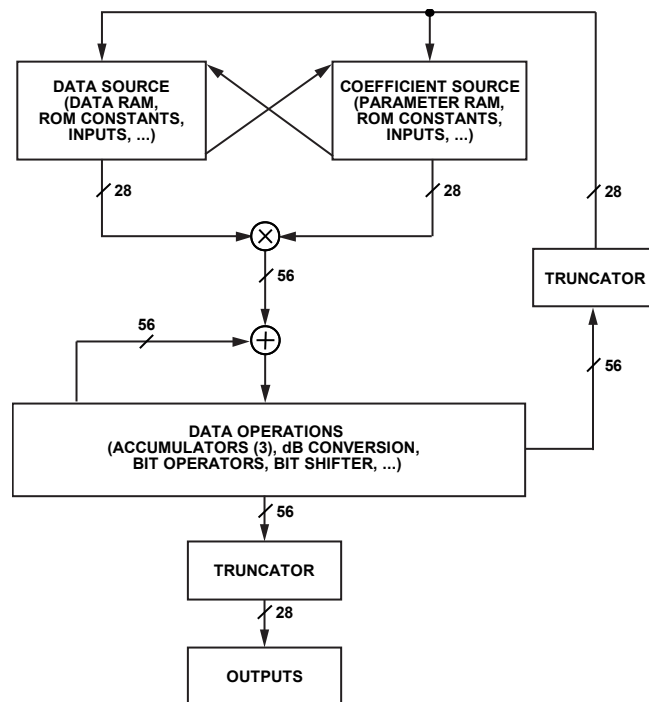 DATA SOURCE
(DATA RAM,
ROM CONSTANTS,
INPUTS, ...)
COEFFICIENT SOURCE
(PARAMETER RAM,
ROM CONSTANTS,
INPUTS, ...)
28
28
28
56
TRUNCATOR
56
56
DATA OPERATIONS
(ACCUMULATORS (3), dB CONVERSION,
BIT OPERATORS, BIT SHIFTER, ...)
56
TRUNCATOR
28
OUTPUTS